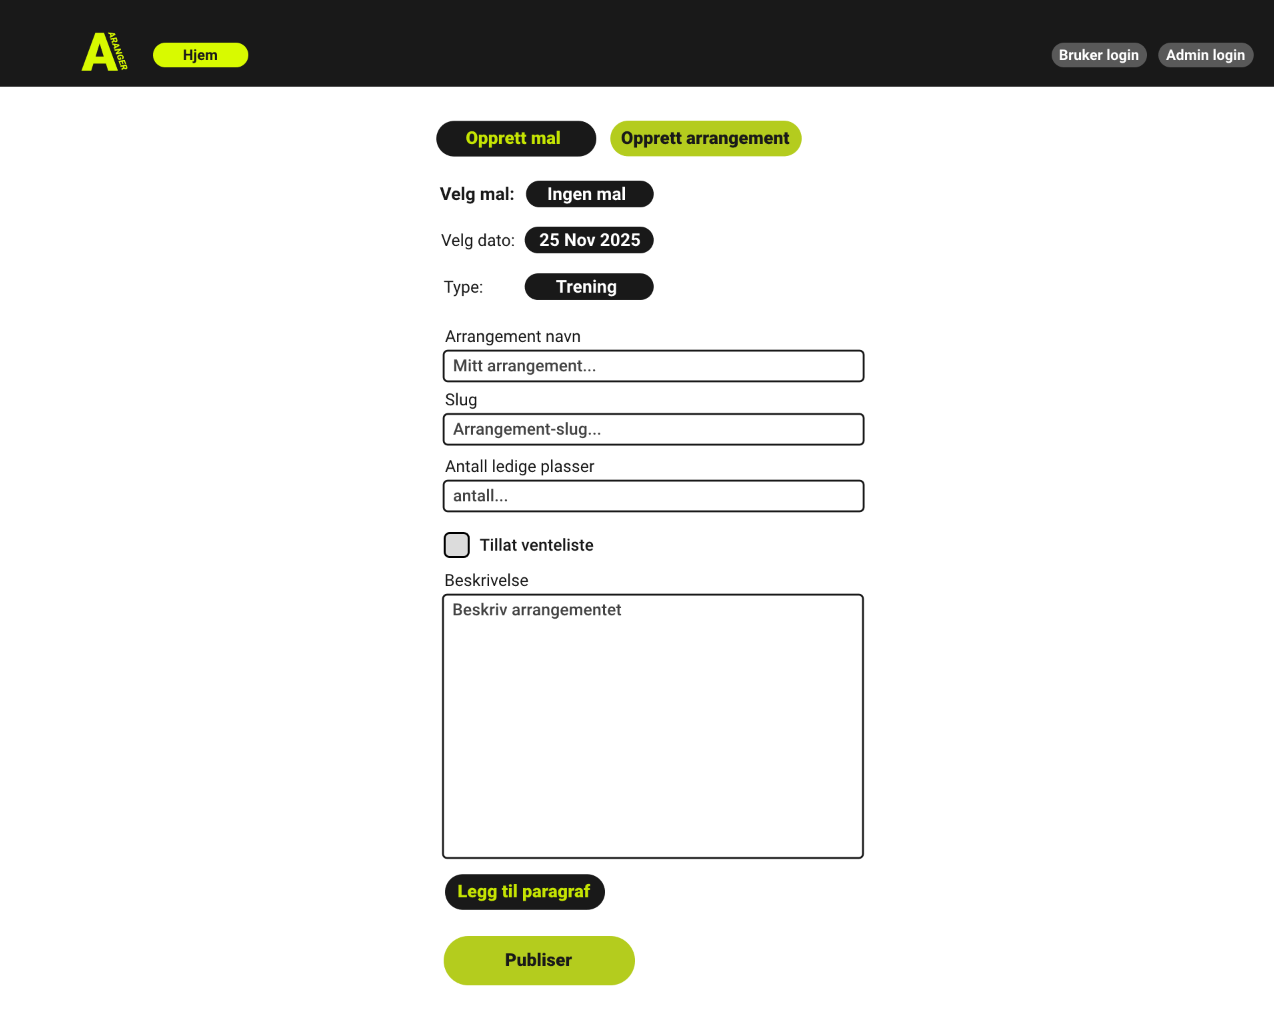 A ARANGER
Hjem
Bruker login
Admin login
Opprett mal
Opprett arrangement
Velg mal: Ingen mal
Velg dato: 25 Nov 2025
Type: Trening
Arrangement navn
Mitt arrangement...
Slug
Arrangement-slug...
Antall ledige plasser
antall...
Tillat venteliste
Beskrivelse
Beskriv arrangementet
Legg til paragraf
Publiser